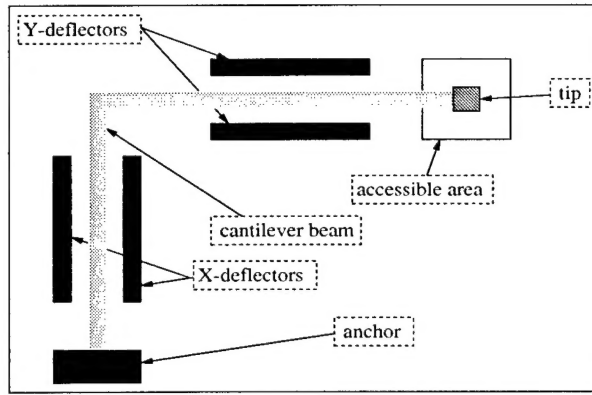 Y-deflectors
tip
accessible area
cantilever beam
X-deflectors
anchor